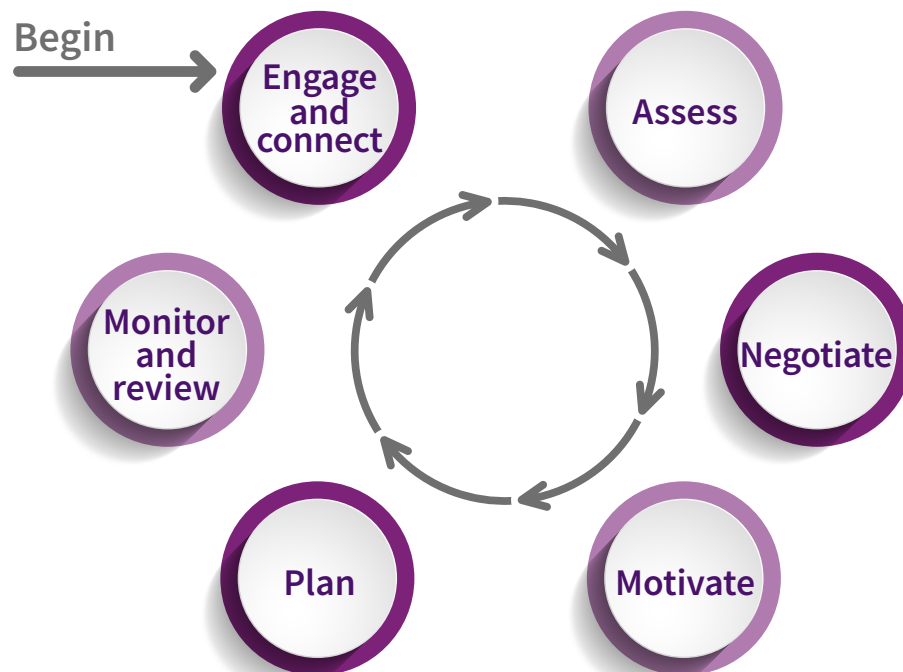 Begin
Engage
and
connect
Assess
Negotiate
Motivate
Plan
Monitor
and
review